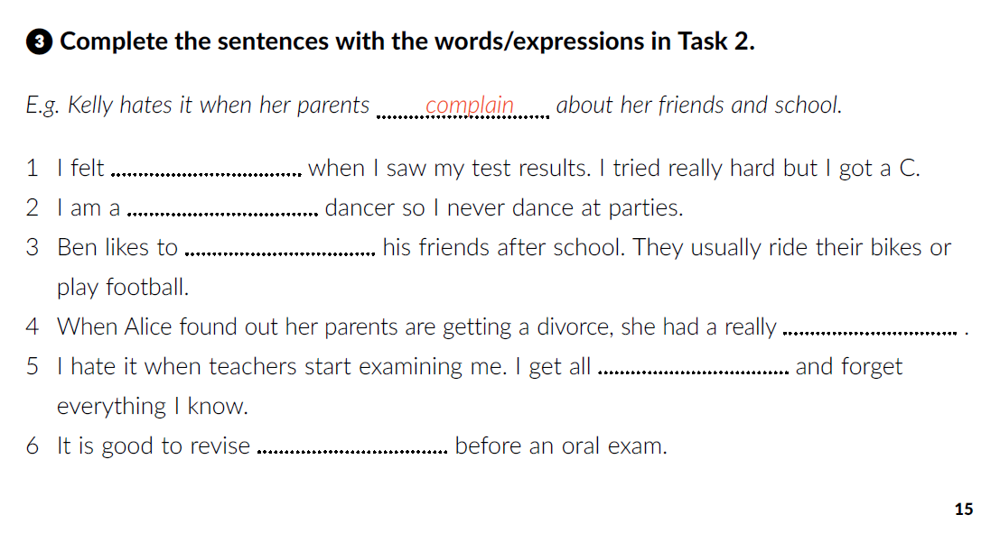 3 Complete the sentences with the words/expressions in Task 2.
E.g. Kelly hates it when her parents ........ complain ........ about her friends and school.
1 I felt ................................ when I saw my test results. I tried really hard but I got a C.
2 I am a ................................ dancer so I never dance at parties.
3 Ben likes to ................................ his friends after school. They usually ride their bikes or
play football.
4 When Alice found out her parents are getting a divorce, she had a really ............................. .
5 I hate it when teachers start examining me. I get all ................................ and forget
everything I know.
6 It is good to revise ................................ before an oral exam.
15